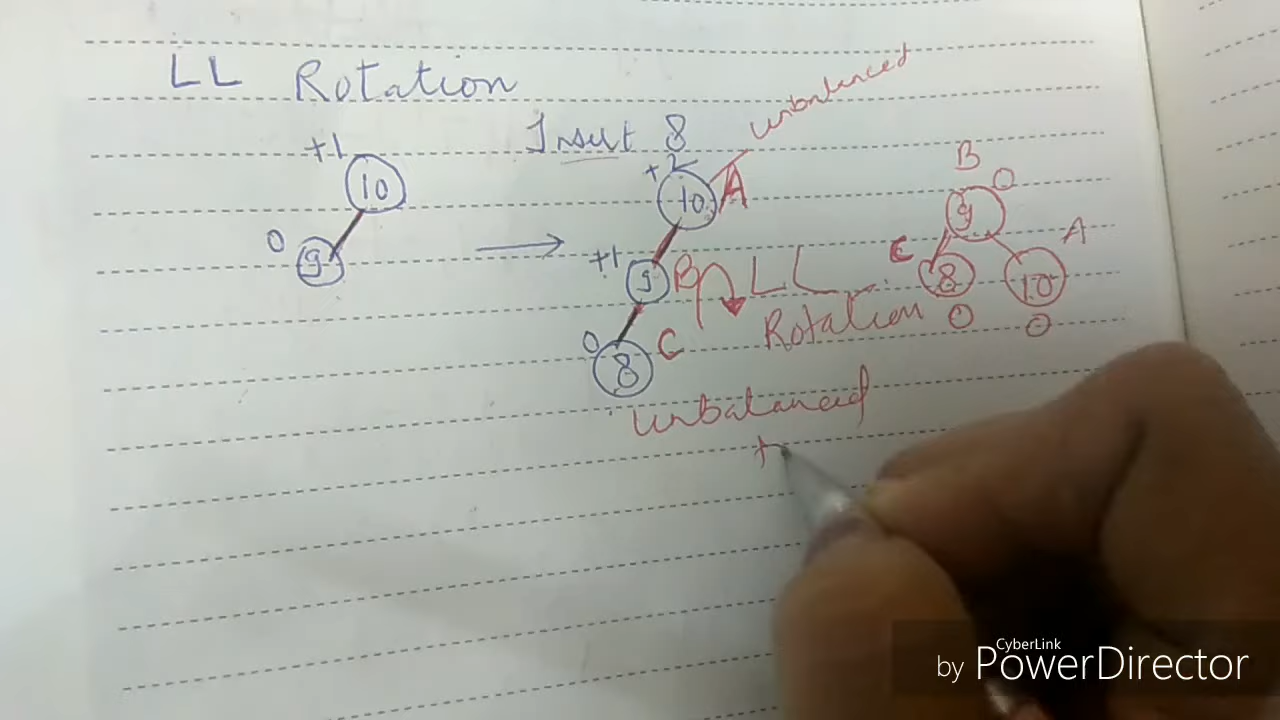 LL Rotation
Insert 8
unbalanced
+1
10
0
9
+2
10
A
+1
9
B
LL
Rotation
0
8
C
B
9
0
C
8
0
A
10
0
unbalanced
CyberLink
by PowerDirector